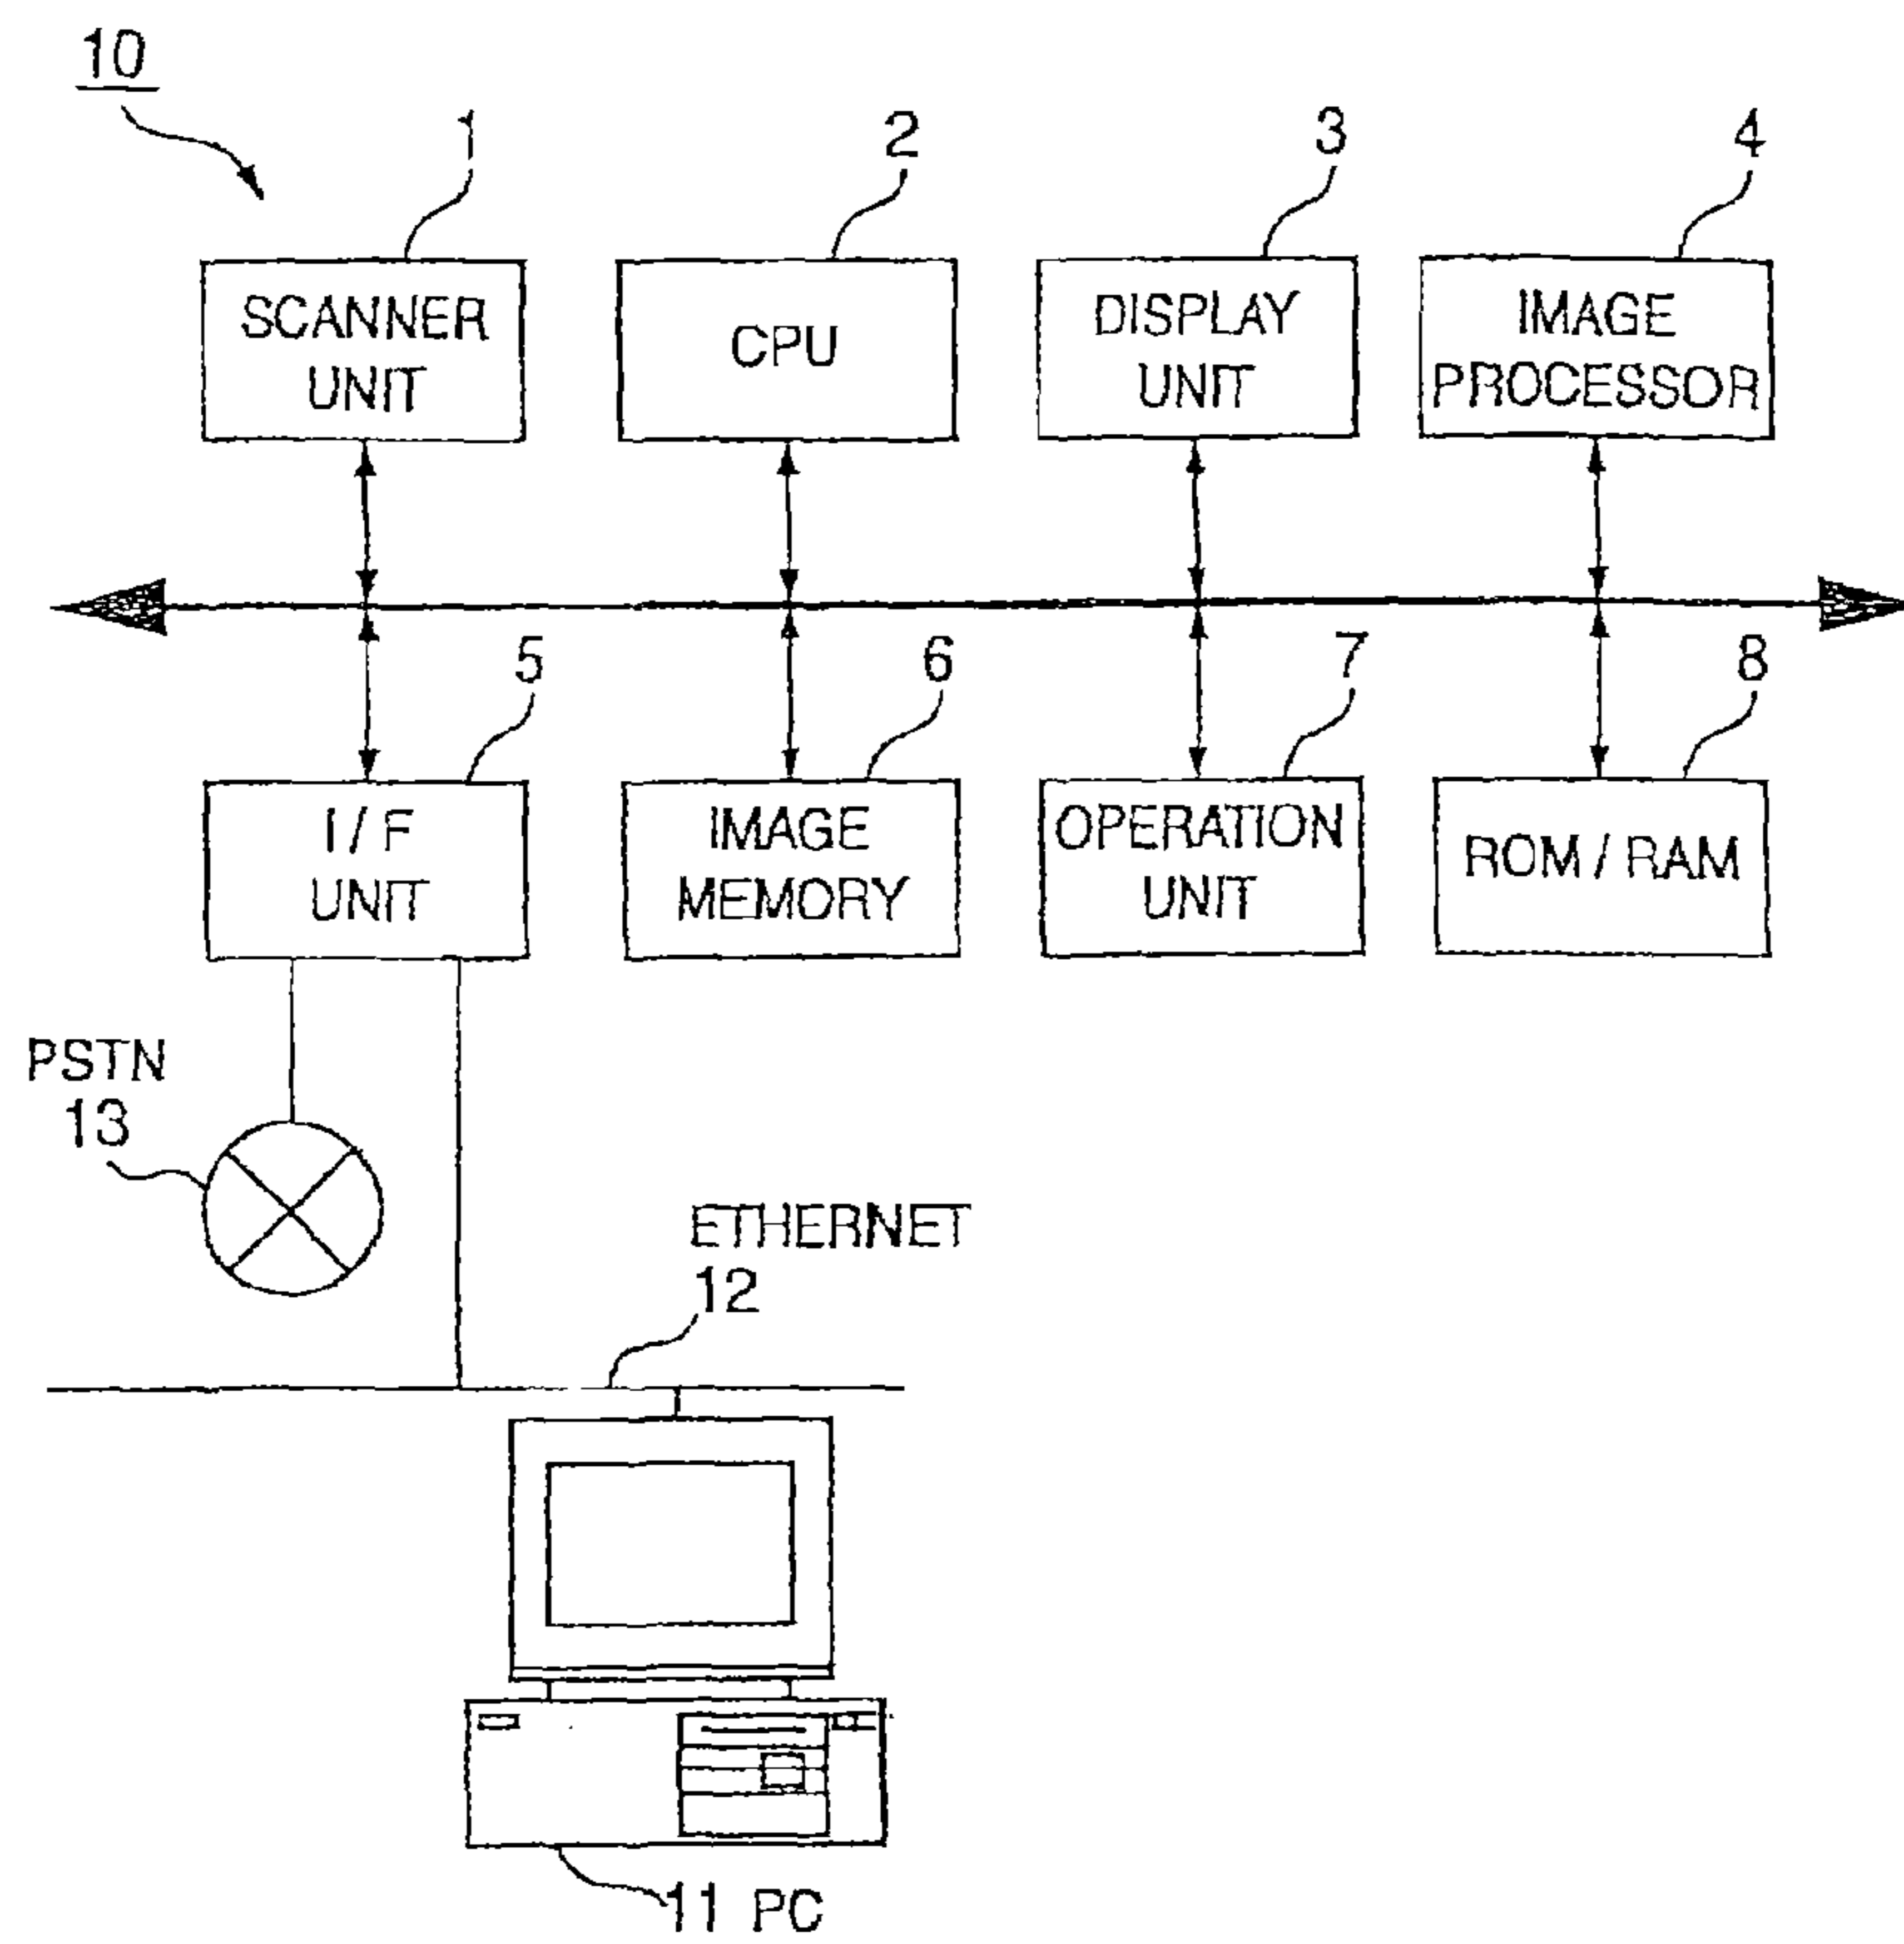 10
1
2
3
4
SCANNER
UNIT
CPU
DISPLAY
UNIT
IMAGE
PROCESSOR
5
6
7
8
I/F
UNIT
IMAGE
MEMORY
OPERATION
UNIT
ROM/RAM
PSTN
13
ETHERNET
12
11 PC